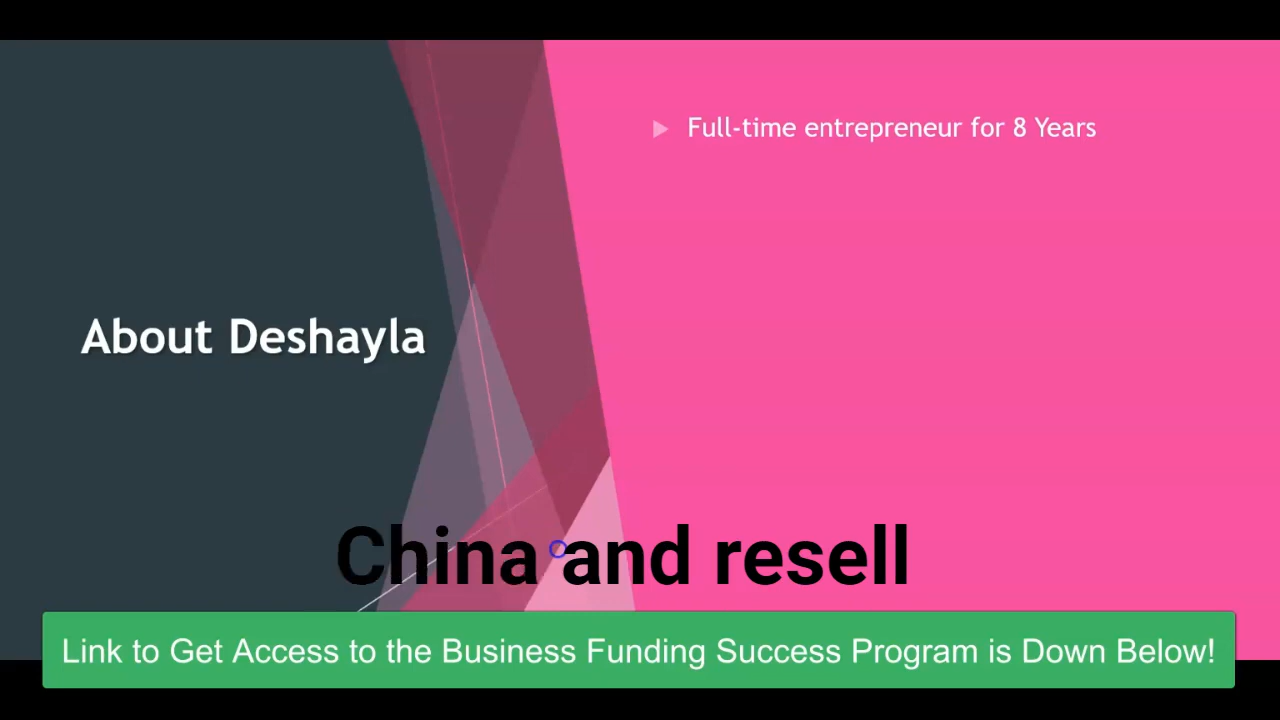 Full-time entrepreneur for 8 Years
About Deshayla
China and resell
Link to Get Access to the Business Funding Success Program is Down Below!